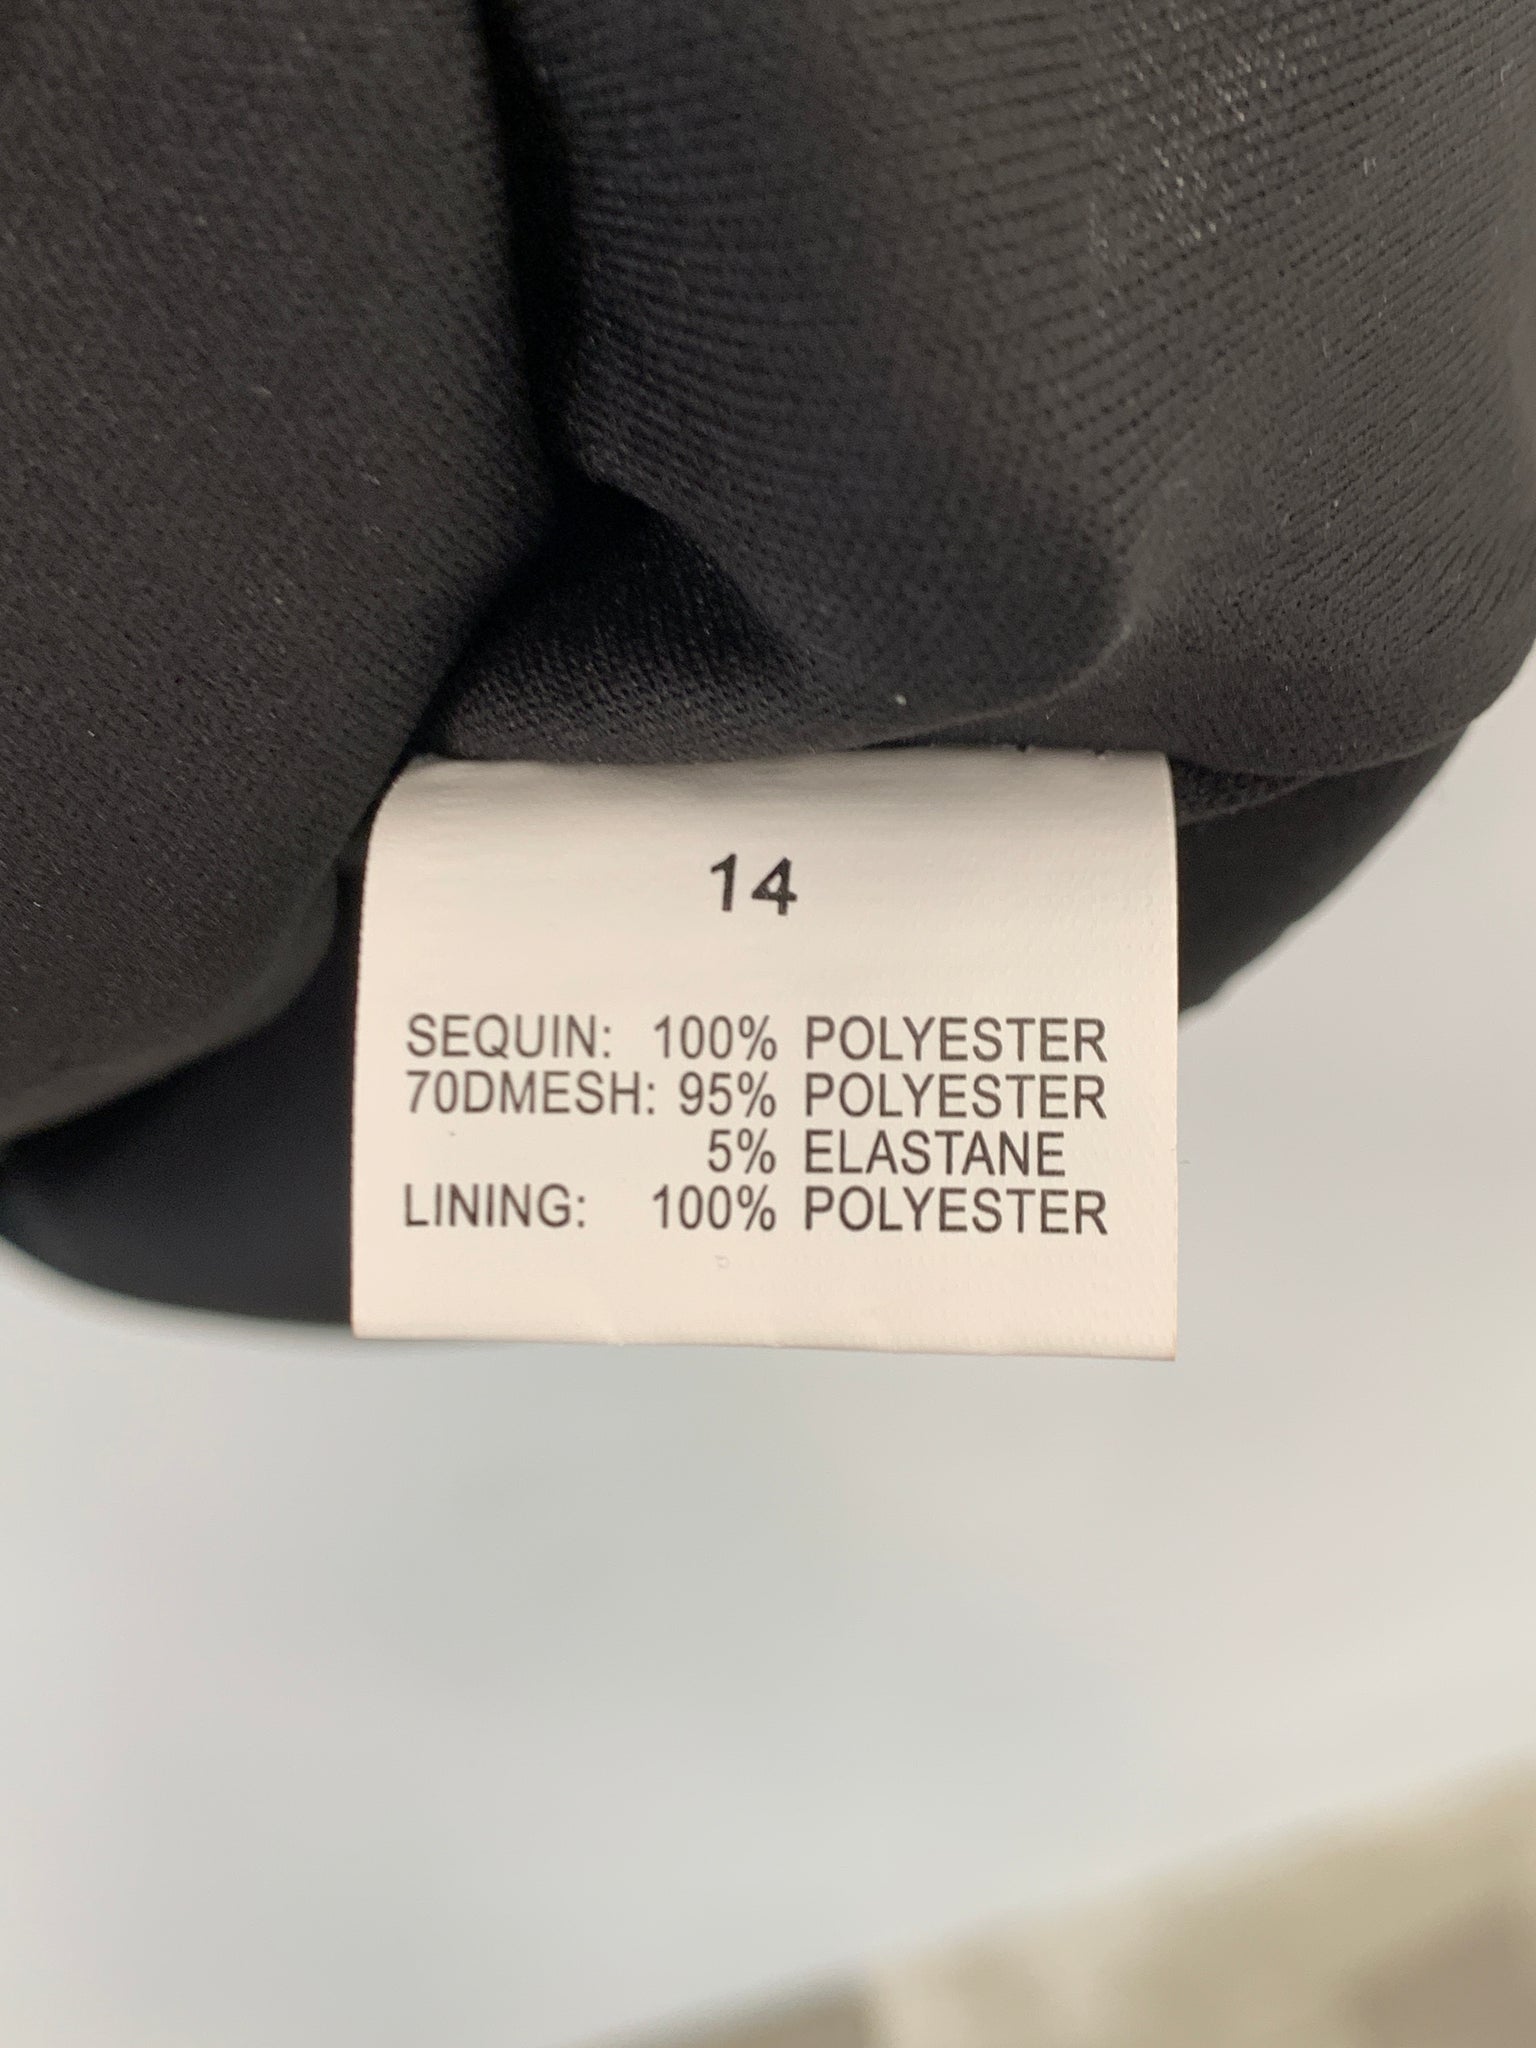 14
SEQUIN: 100% POLYESTER
70DMESH: 95% POLYESTER
5% ELASTANE
LINING: 100% POLYESTER